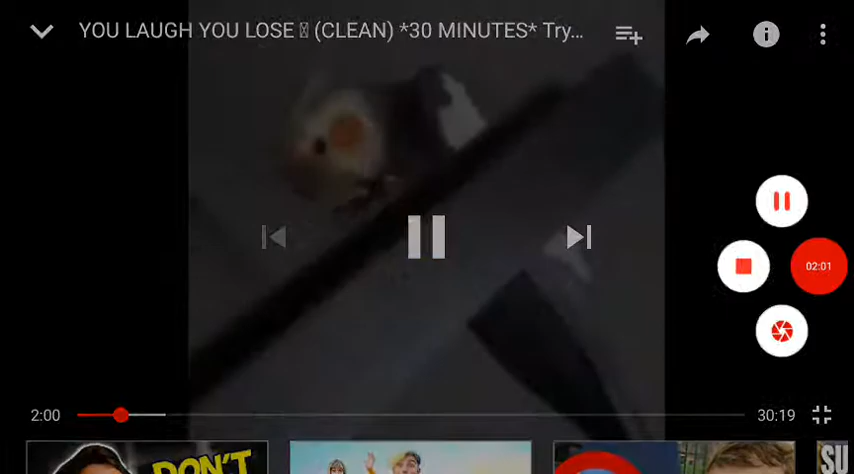 YOU LAUGH YOU LOSE (CLEAN) *30 MINUTES* Try...
02:01
2:00
30:19
DON'T
SU